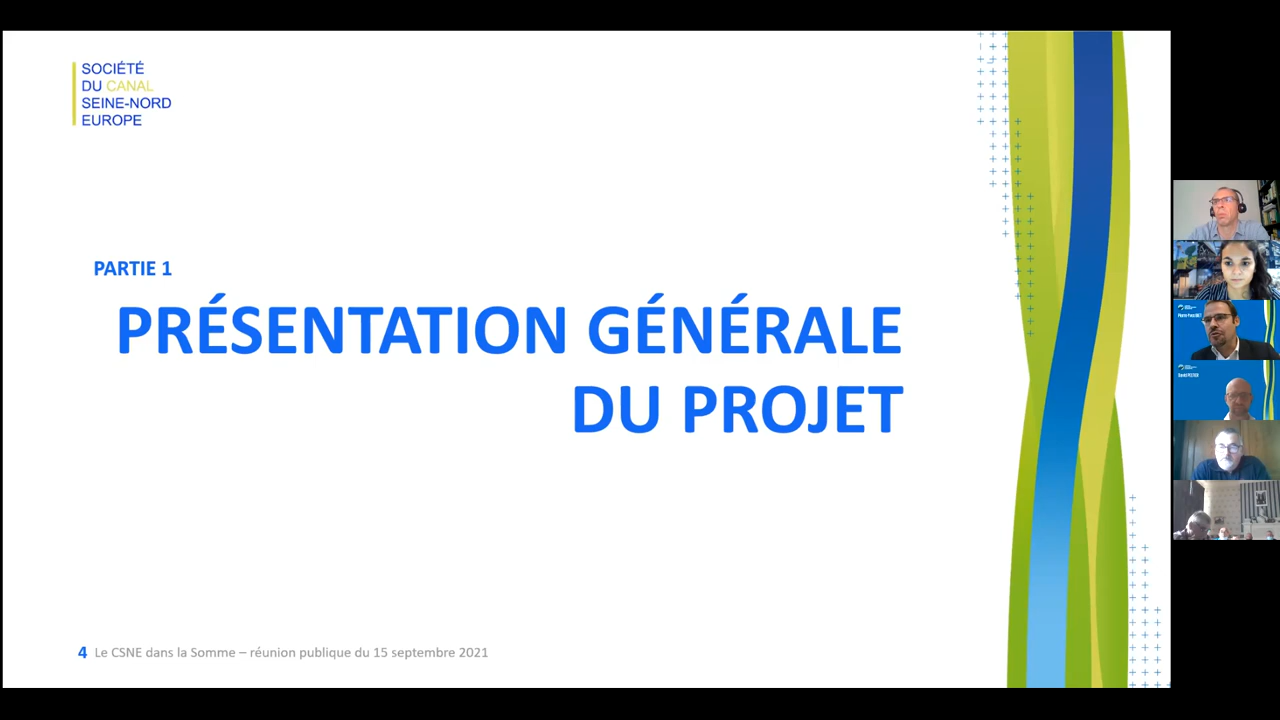 SOCIÉTÉ
DU CANAL
SEINE-NORD
EUROPE
PARTIE 1
PRÉSENTATION GÉNÉRALE
DU PROJET
4 Le CSNE dans la Somme – réunion publique du 15 septembre 2021